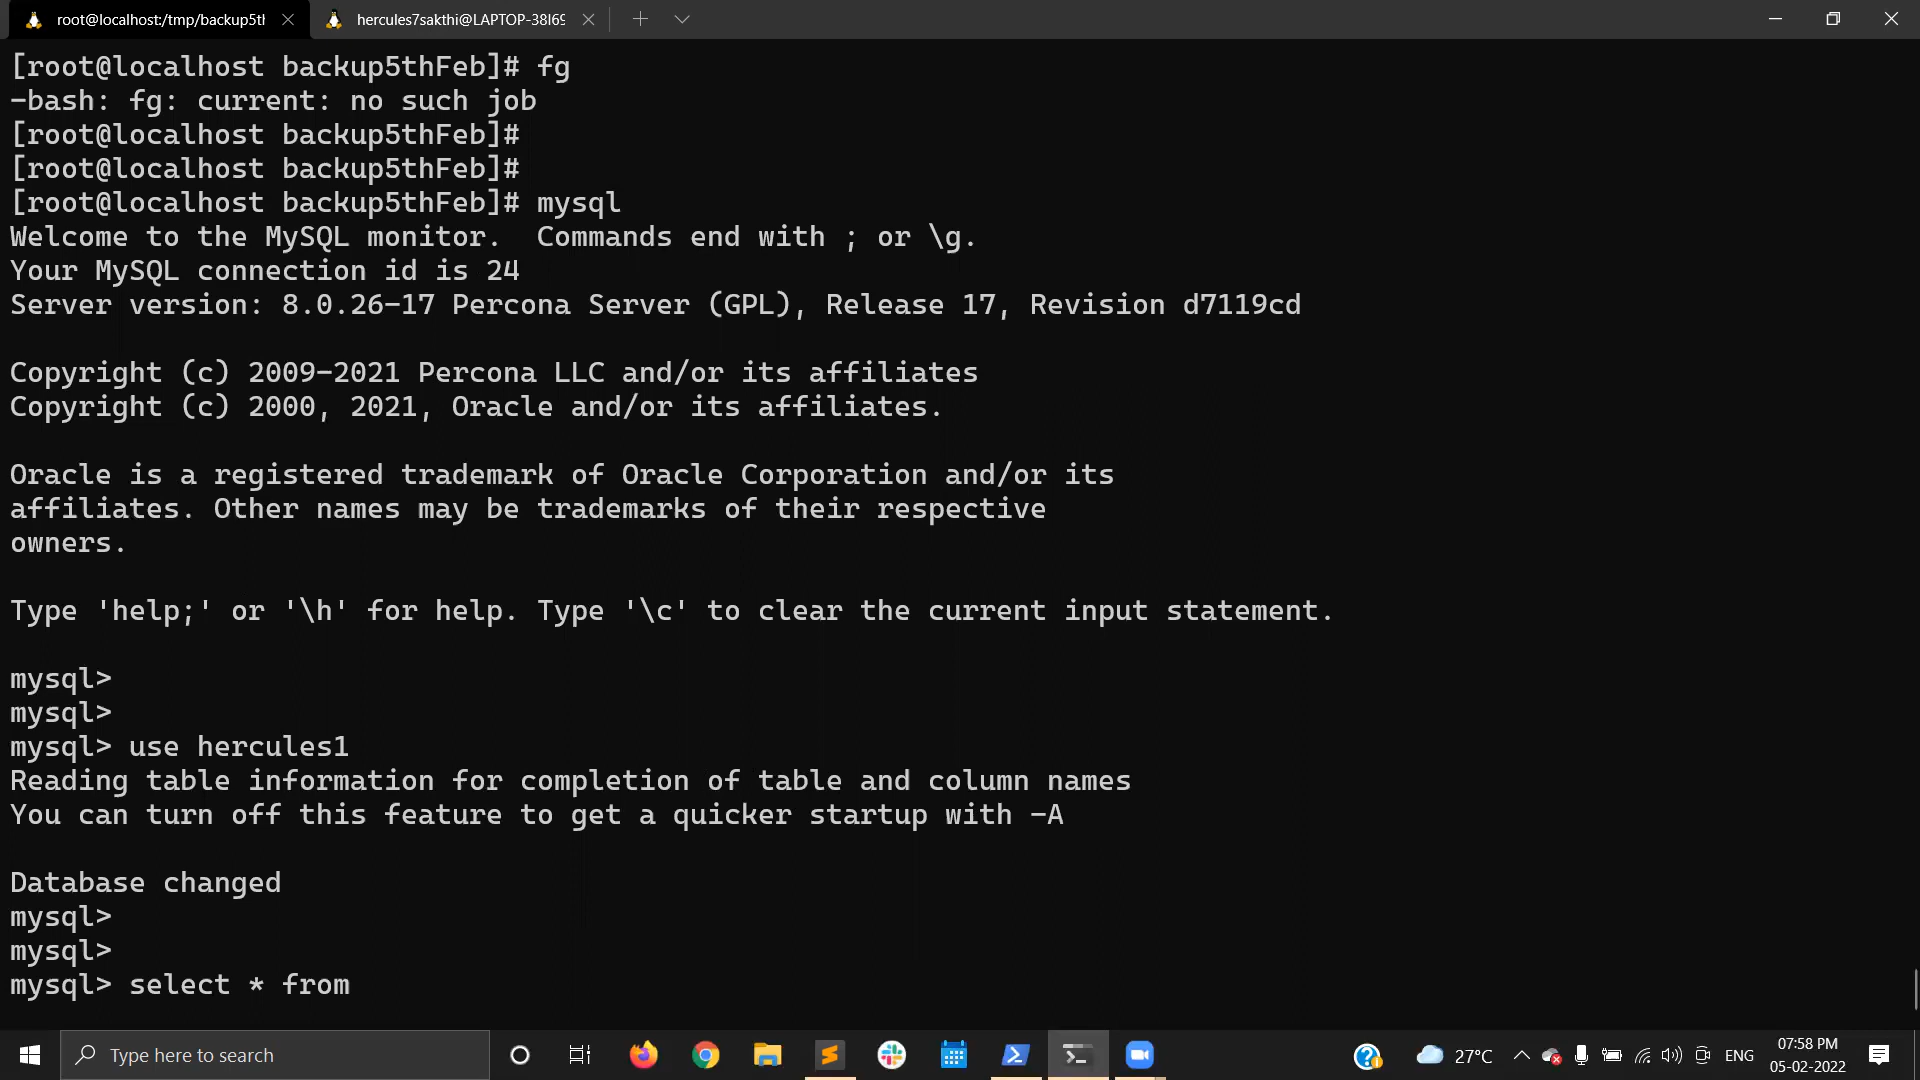 root@localhost:/tmp/backup5tl
hercules7sakthi@LAPTOP-38I69
[root@localhost backup5thFeb]# fg
-bash: fg: current: no such job
[root@localhost backup5thFeb]#
[root@localhost backup5thFeb]#
[root@localhost backup5thFeb]# mysql
Welcome to the MySQL monitor.  Commands end with ; or \g.
Your MySQL connection id is 24
Server version: 8.0.26-17 Percona Server (GPL), Release 17, Revision d7119cd
Copyright (c) 2009-2021 Percona LLC and/or its affiliates
Copyright (c) 2000, 2021, Oracle and/or its affiliates.
Oracle is a registered trademark of Oracle Corporation and/or its
affiliates. Other names may be trademarks of their respective
owners.
Type 'help;' or '\h' for help. Type '\c' to clear the current input statement.
mysql>
mysql>
mysql> use hercules1
Reading table information for completion of table and column names
You can turn off this feature to get a quicker startup with -A
Database changed
mysql>
mysql>
mysql> select * from
Type here to search
27°C
ENG
07:58 PM
05-02-2022